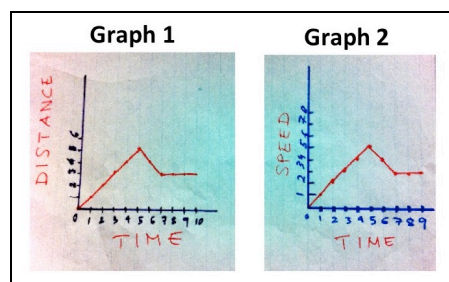 Graph 1
Graph 2
DISTANCE
1 2 3 4 5 6
0 1 2 3 4 5 6 7 8 9 10
TIME
SPEED
1 2 3 4 5 6 7 8
0 1 2 3 4 5 6 7 8 9
TIME